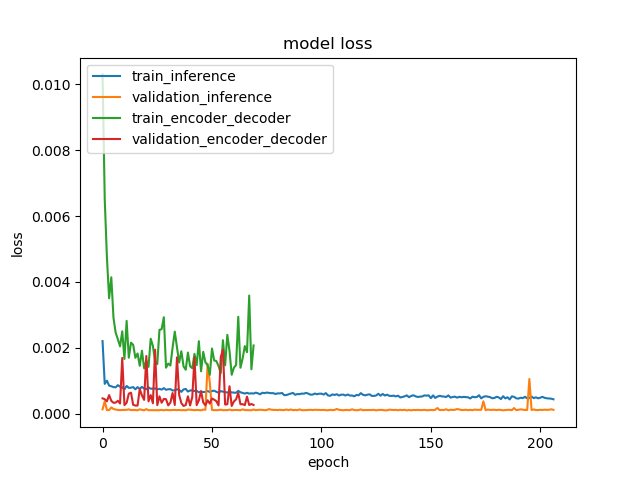 model loss
train_inference
validation_inference
train_encoder_decoder
validation_encoder_decoder
0.010
0.008
0.006
0.004
0.002
0.000
loss
0
50
100
150
200
epoch